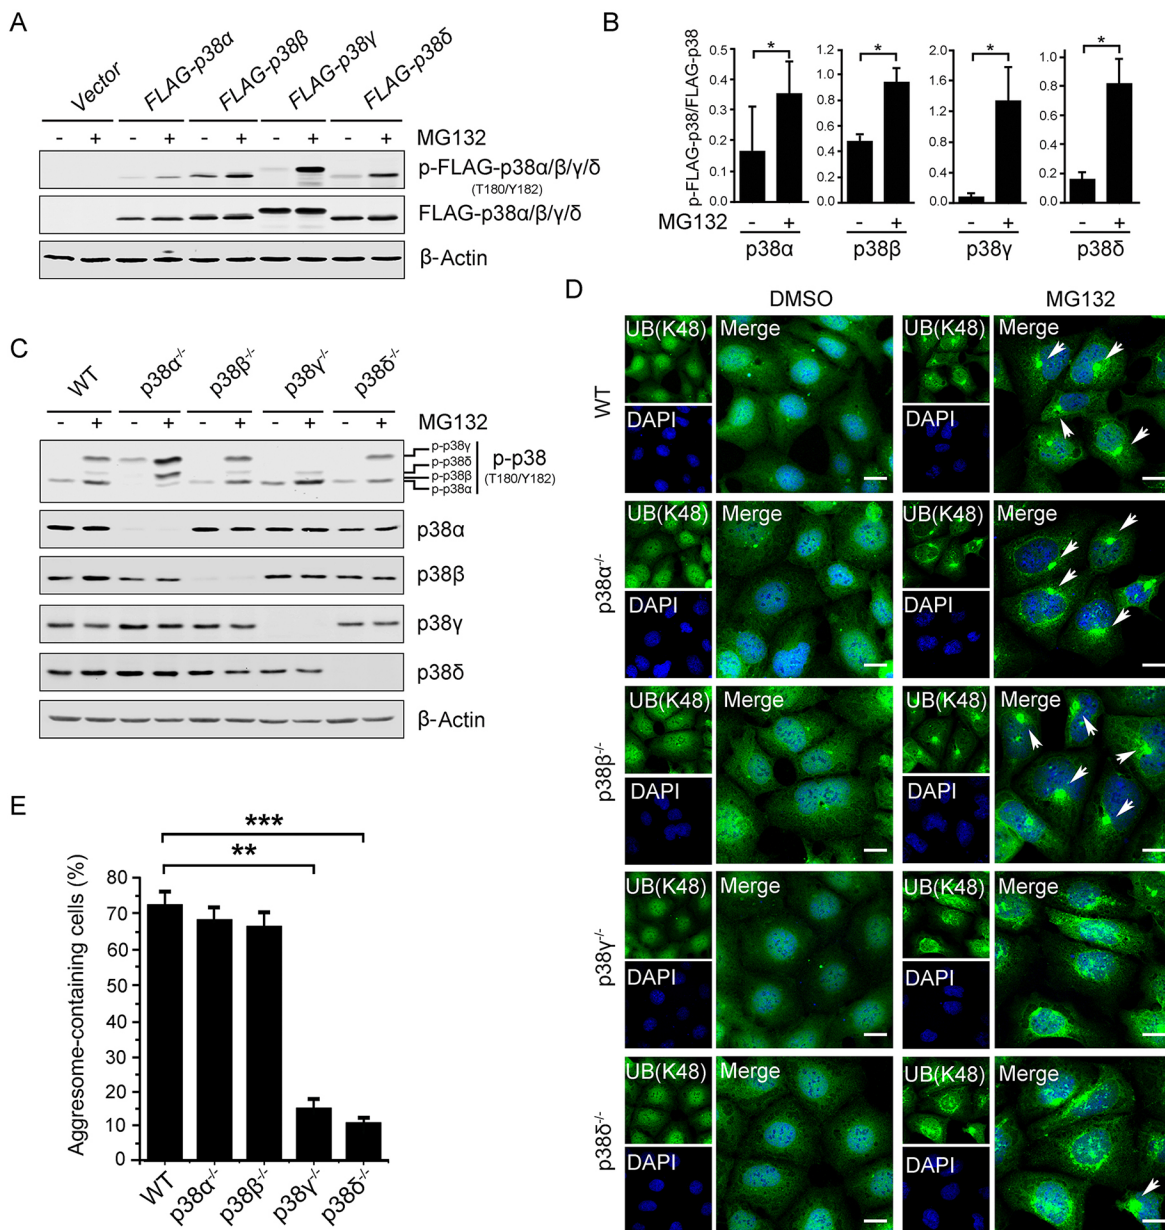 A
Vector
FLAG-p38α
FLAG-p38β
FLAG-p38γ
FLAG-p38δ
- + - + - + - + - + MG132
p-FLAG-p38α/β/γ/δ
(T180/Y182)
FLAG-p38α/β/γ/δ
β-Actin
B
p-FLAG-p38/FLAG-p38
0.5
0.4
0.3
0.2
0.1
0.0
*
1.2
1.0
0.8
0.6
0.4
0.2
0.0
*
2.0
1.6
1.2
0.8
0.4
0.0
*
1.0
0.8
0.6
0.4
0.2
0.0
*
MG132 - + - + - + - +
p38α p38β p38γ p38δ
C
WT
p38α-/-
p38β-/-
p38γ-/-
p38δ-/-
- + - + - + - + - + MG132
p-p38γ
p-p38δ
p-p38β
p-p38α
p-p38
(T180/Y182)
p38α
p38β
p38γ
p38δ
β-Actin
D
DMSO MG132
WT
UB(K48) Merge UB(K48) Merge
DAPI DAPI
p38α-/-
UB(K48) Merge UB(K48) Merge
DAPI DAPI
p38β-/-
UB(K48) Merge UB(K48) Merge
DAPI DAPI
p38γ-/-
UB(K48) Merge UB(K48) Merge
DAPI DAPI
p38δ-/-
UB(K48) Merge UB(K48) Merge
DAPI DAPI
E
***
**
Aggresome-containing cells (%)
80
70
60
50
40
30
20
10
0
WT
p38α-/-
p38β-/-
p38γ-/-
p38δ-/-